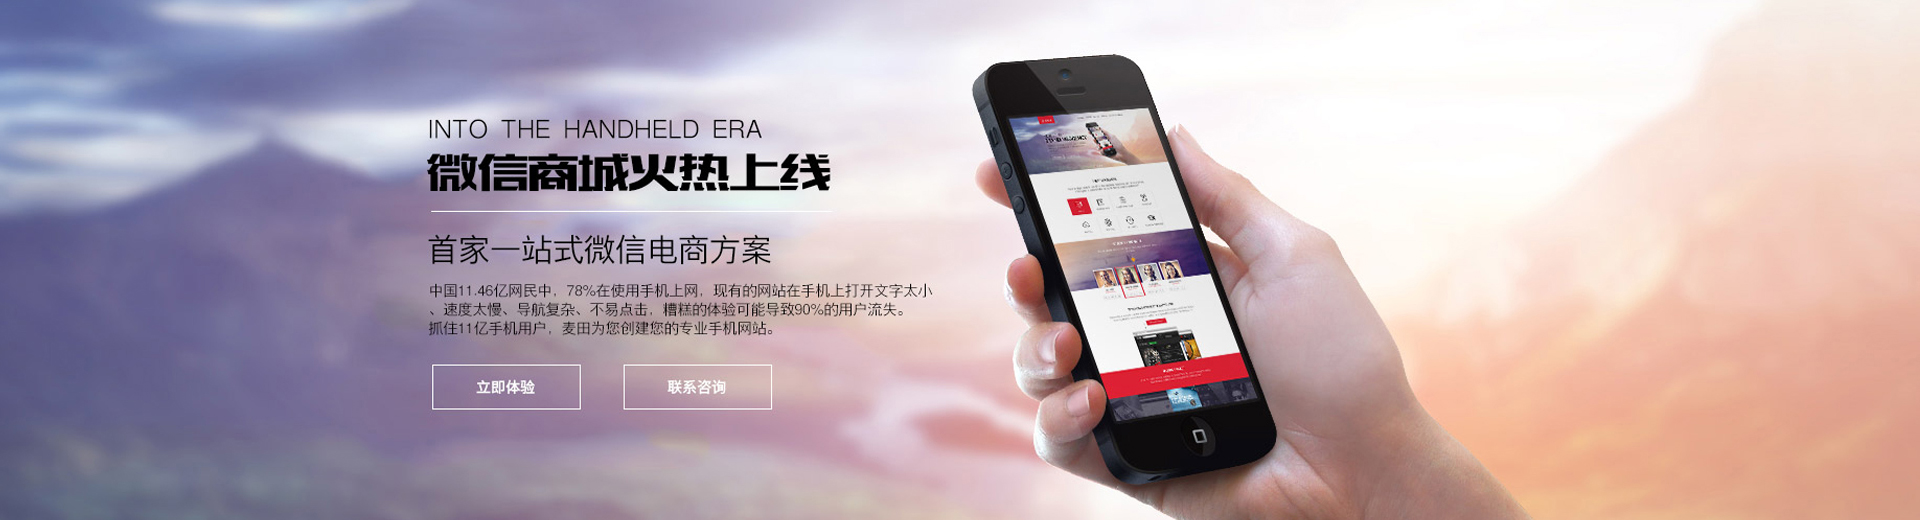 INTO THE HANDHELD ERA
微信商城火热上线
首家一站式微信电商方案
中国11.46亿网民中，78%在使用手机上网，现有的网站在手机上打开文字太小
、速度太慢、导航复杂、不易点击，糟糕的体验可能导致90%的用户流失。
抓住11亿手机用户，麦田为您创建您的专业手机网站。
立即体验
联系咨询